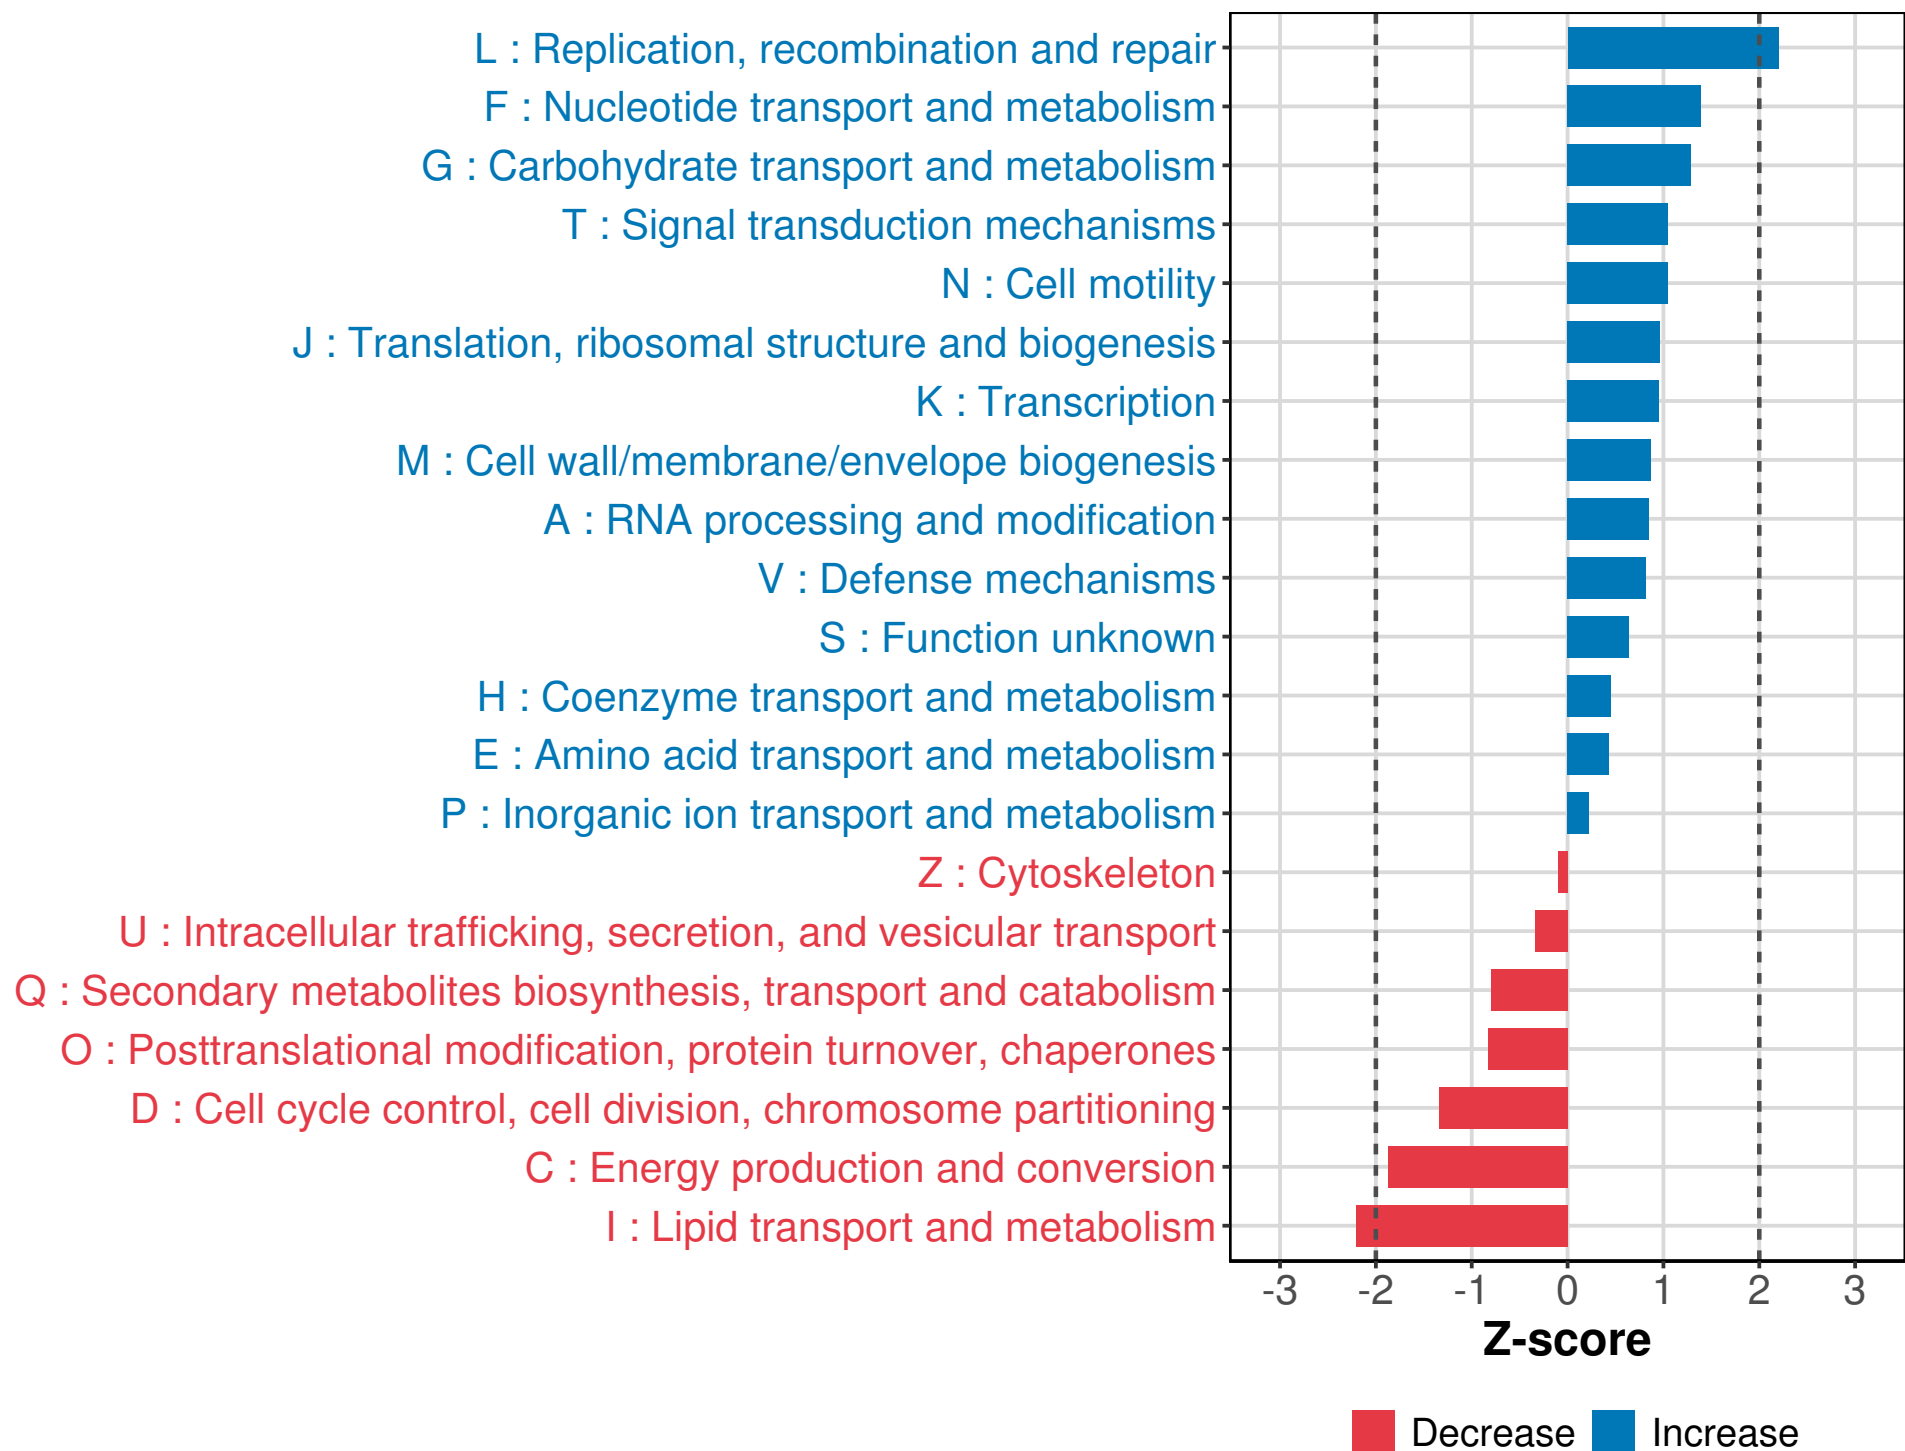 L : Replication, recombination and repair
F : Nucleotide transport and metabolism
G : Carbohydrate transport and metabolism
T : Signal transduction mechanisms
N : Cell motility
J : Translation, ribosomal structure and biogenesis
K : Transcription
M : Cell wall/membrane/envelope biogenesis
A : RNA processing and modification
V : Defense mechanisms
S : Function unknown
H : Coenzyme transport and metabolism
E : Amino acid transport and metabolism
P : Inorganic ion transport and metabolism
Z : Cytoskeleton
U : Intracellular trafficking, secretion, and vesicular transport
Q : Secondary metabolites biosynthesis, transport and catabolism
O : Posttranslational modification, protein turnover, chaperones
D : Cell cycle control, cell division, chromosome partitioning
C : Energy production and conversion
I : Lipid transport and metabolism
-3 -2 -1 0 1 2 3
Z-score
Decrease Increase